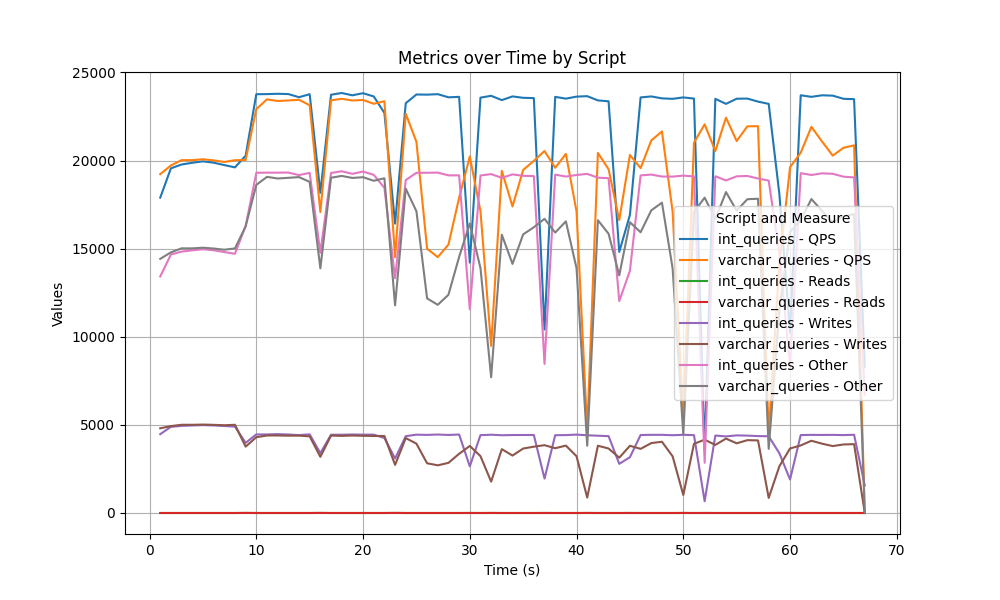 Metrics over Time by Script
25000
20000
15000
10000
5000
0
Values
0 10 20 30 40 50 60 70
Time (s)
Script and Measure
int_queries - QPS
varchar_queries - QPS
int_queries - Reads
varchar_queries - Reads
int_queries - Writes
varchar_queries - Writes
int_queries - Other
varchar_queries - Other